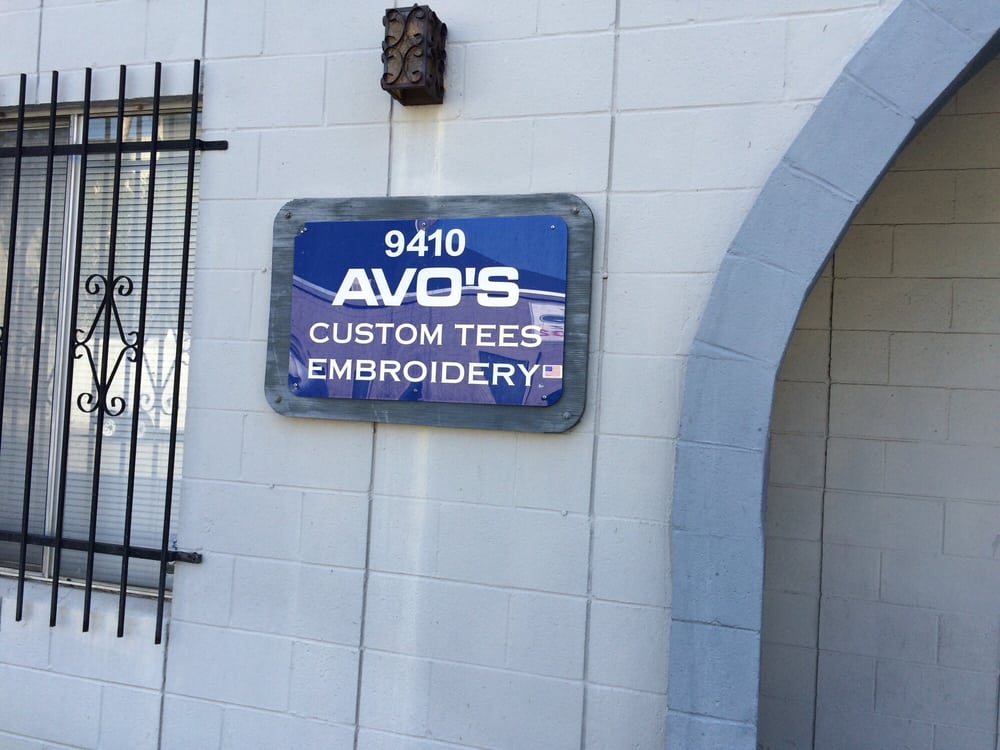 9410
AVO'S
CUSTOM TEES
EMBROIDERY